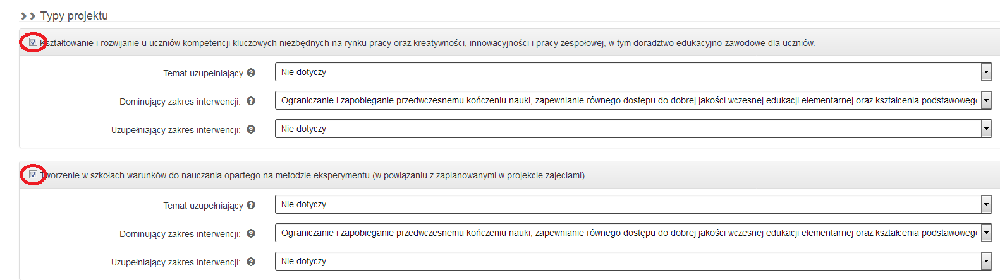 Typy projektu
Kształtowanie i rozwijanie u uczniów kompetencji kluczowych niezbędnych na rynku pracy oraz kreatywności, innowacyjności i pracy zespołowej, w tym doradztwo edukacyjno-zawodowe dla uczniów.
Temat uzupełniający ? Nie dotyczy
Dominujący zakres interwencji: ? Ograniczanie i zapobieganie przedwczesnemu kończeniu nauki, zapewnianie równego dostępu do dobrej jakości wczesnej edukacji elementarnej oraz kształcenia podstawowego
Uzupełniający zakres interwencji: ? Nie dotyczy
Tworzenie w szkołach warunków do nauczania opartego na metodzie eksperymentu (w powiązaniu z zaplanowanymi w projekcie zajęciami).
Temat uzupełniający ? Nie dotyczy
Dominujący zakres interwencji: ? Ograniczanie i zapobieganie przedwczesnemu kończeniu nauki, zapewnianie równego dostępu do dobrej jakości wczesnej edukacji elementarnej oraz kształcenia podstawowego
Uzupełniający zakres interwencji: ? Nie dotyczy